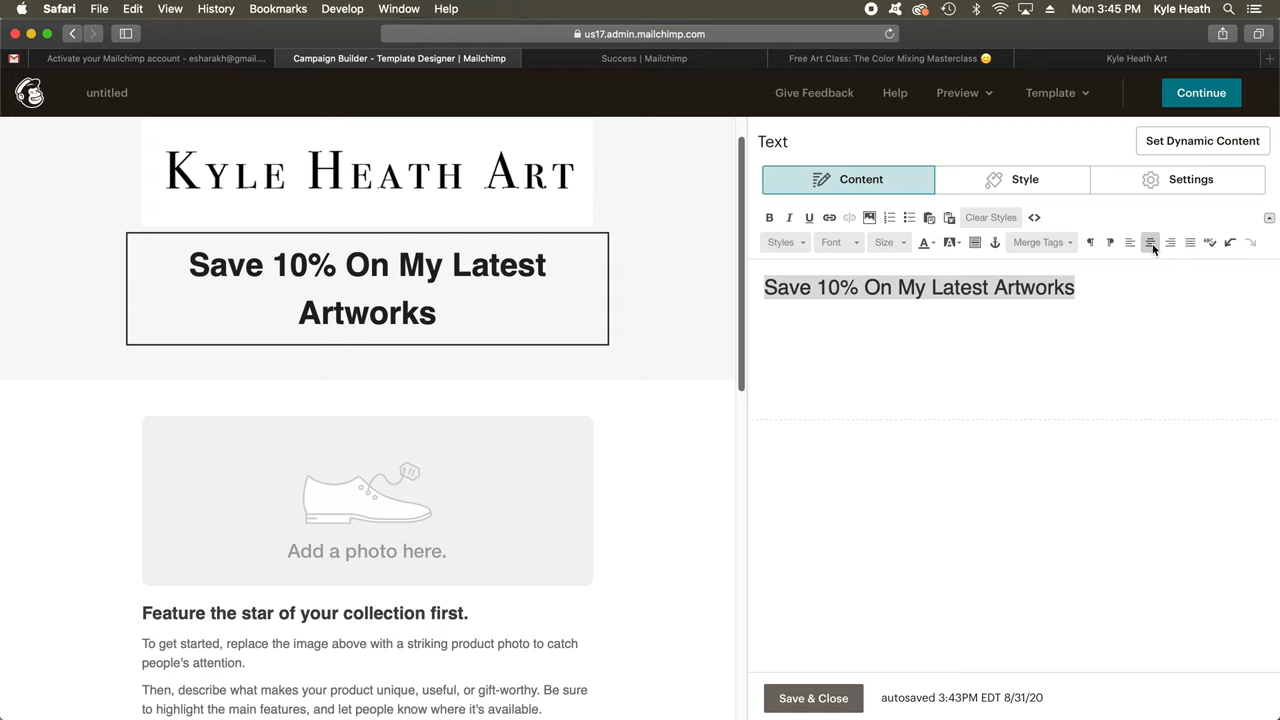 Safari File Edit View History Bookmarks Develop Window Help Mon 3:45 PM Kyle Heath
us17.admin.mailchimp.com
Activate your Mailchimp account - esharakh@gmail.... Campaign Builder - Template Designer | Mailchimp Success | Mailchimp Free Art Class: The Color Mixing Masterclass 😊 Kyle Heath Art
untitled Give Feedback Help Preview Template Continue
Kyle Heath Art
Save 10% On My Latest
Artworks
Add a photo here.
Feature the star of your collection first.
To get started, replace the image above with a striking product photo to catch
people's attention.
Then, describe what makes your product unique, useful, or gift-worthy. Be sure
to highlight the main features, and let people know where it's available.
Text Set Dynamic Content
Content Style Settings
B I U Clear Styles
Styles Font Size A A Merge Tags
Save 10% On My Latest Artworks
Save & Close autosaved 3:43PM EDT 8/31/20